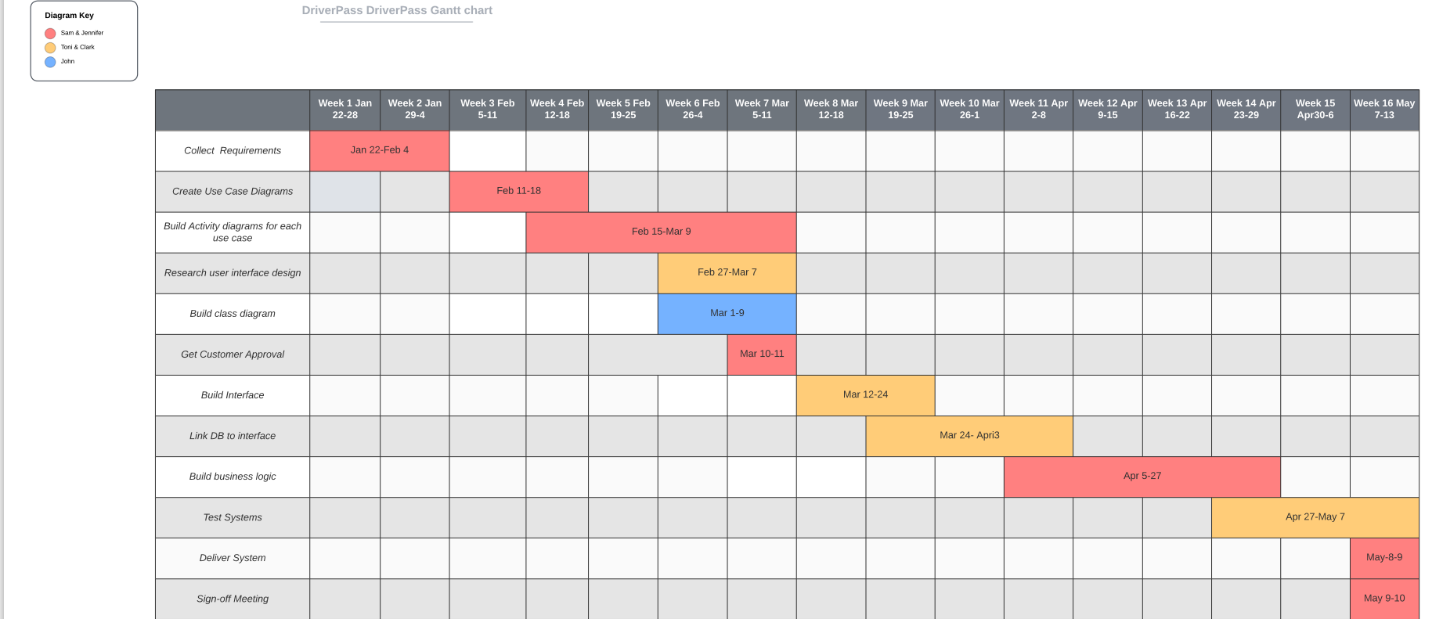 DriverPass DriverPass Gantt chart
Diagram Key
Sam & Jennifer
Toni & Clark
John
Week 1 Jan
22-28
Week 2 Jan
29-4
Week 3 Feb
5-11
Week 4 Feb
12-18
Week 5 Feb
19-25
Week 6 Feb
26-4
Week 7 Mar
5-11
Week 8 Mar
12-18
Week 9 Mar
19-25
Week 10 Mar
26-1
Week 11 Apr
2-8
Week 12 Apr
9-15
Week 13 Apr
16-22
Week 14 Apr
23-29
Week 15
Apr30-6
Week 16 May
7-13
Collect Requirements
Jan 22-Feb 4
Create Use Case Diagrams
Feb 11-18
Build Activity diagrams for each
use case
Feb 15-Mar 9
Research user interface design
Feb 27-Mar 7
Build class diagram
Mar 1-9
Get Customer Approval
Mar 10-11
Build Interface
Mar 12-24
Link DB to interface
Mar 24- Apri3
Build business logic
Apr 5-27
Test Systems
Apr 27-May 7
Deliver System
May-8-9
Sign-off Meeting
May 9-10